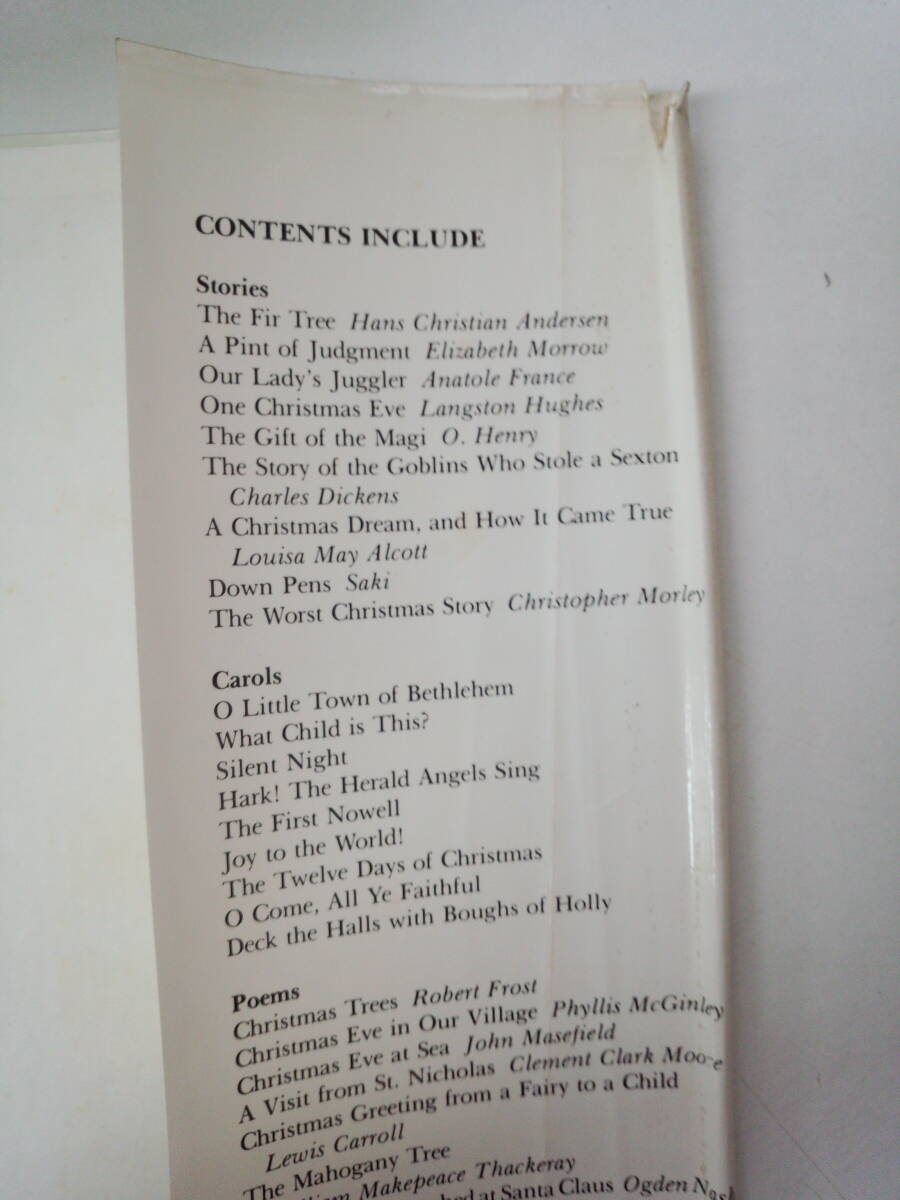 CONTENTS INCLUDE
Stories
The Fir Tree Hans Christian Andersen
A Pint of Judgment Elizabeth Morrow
Our Lady's Juggler Anatole France
One Christmas Eve Langston Hughes
The Gift of the Magi O. Henry
The Story of the Goblins Who Stole a Sexton
Charles Dickens
A Christmas Dream, and How It Came True
Louisa May Alcott
Down Pens Saki
The Worst Christmas Story Christopher Morley
Carols
O Little Town of Bethlehem
What Child is This?
Silent Night
Hark! The Herald Angels Sing
The First Nowell
Joy to the World!
The Twelve Days of Christmas
O Come, All Ye Faithful
Deck the Halls with Boughs of Holly
Poems
Christmas Trees Robert Frost
Christmas Eve in Our Village Phyllis McGinley
Christmas Eve at Sea John Masefield
A Visit from St. Nicholas Clement Clark Moore
Christmas Greeting from a Fairy to a Child
Lewis Carroll
The Mahogany Tree
Makepeace Thackeray
at Santa Claus Ogden